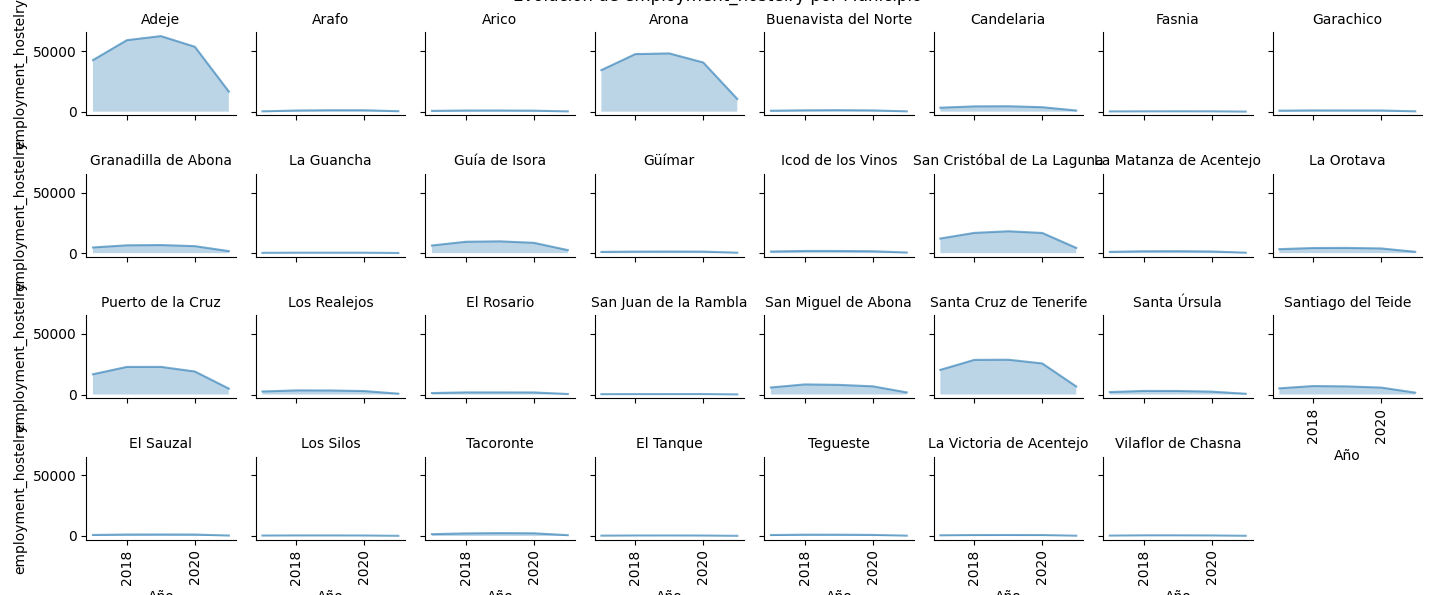 Evolución de employment_hostelry por Municipio
Adeje Arafo Arico Arona Buenavista del Norte Candelaria Fasnia Garachico
employment_hostelry
50000
0
Granadilla de Abona La Guancha Guía de Isora Güímar Icod de los Vinos San Cristóbal de La Laguna La Matanza de Acentejo La Orotava
employment_hostelry
50000
0
Puerto de la Cruz Los Realejos El Rosario San Juan de la Rambla San Miguel de Abona Santa Cruz de Tenerife Santa Úrsula Santiago del Teide
employment_hostelry
50000
0
2018 2020
Año
El Sauzal Los Silos Tacoronte El Tanque Tegueste La Victoria de Acentejo Vilaflor de Chasna
employment_hostelry
50000
0
2018 2020 2018 2020 2018 2020 2018 2020 2018 2020 2018 2020 2018 2020
Año Año Año Año Año Año Año